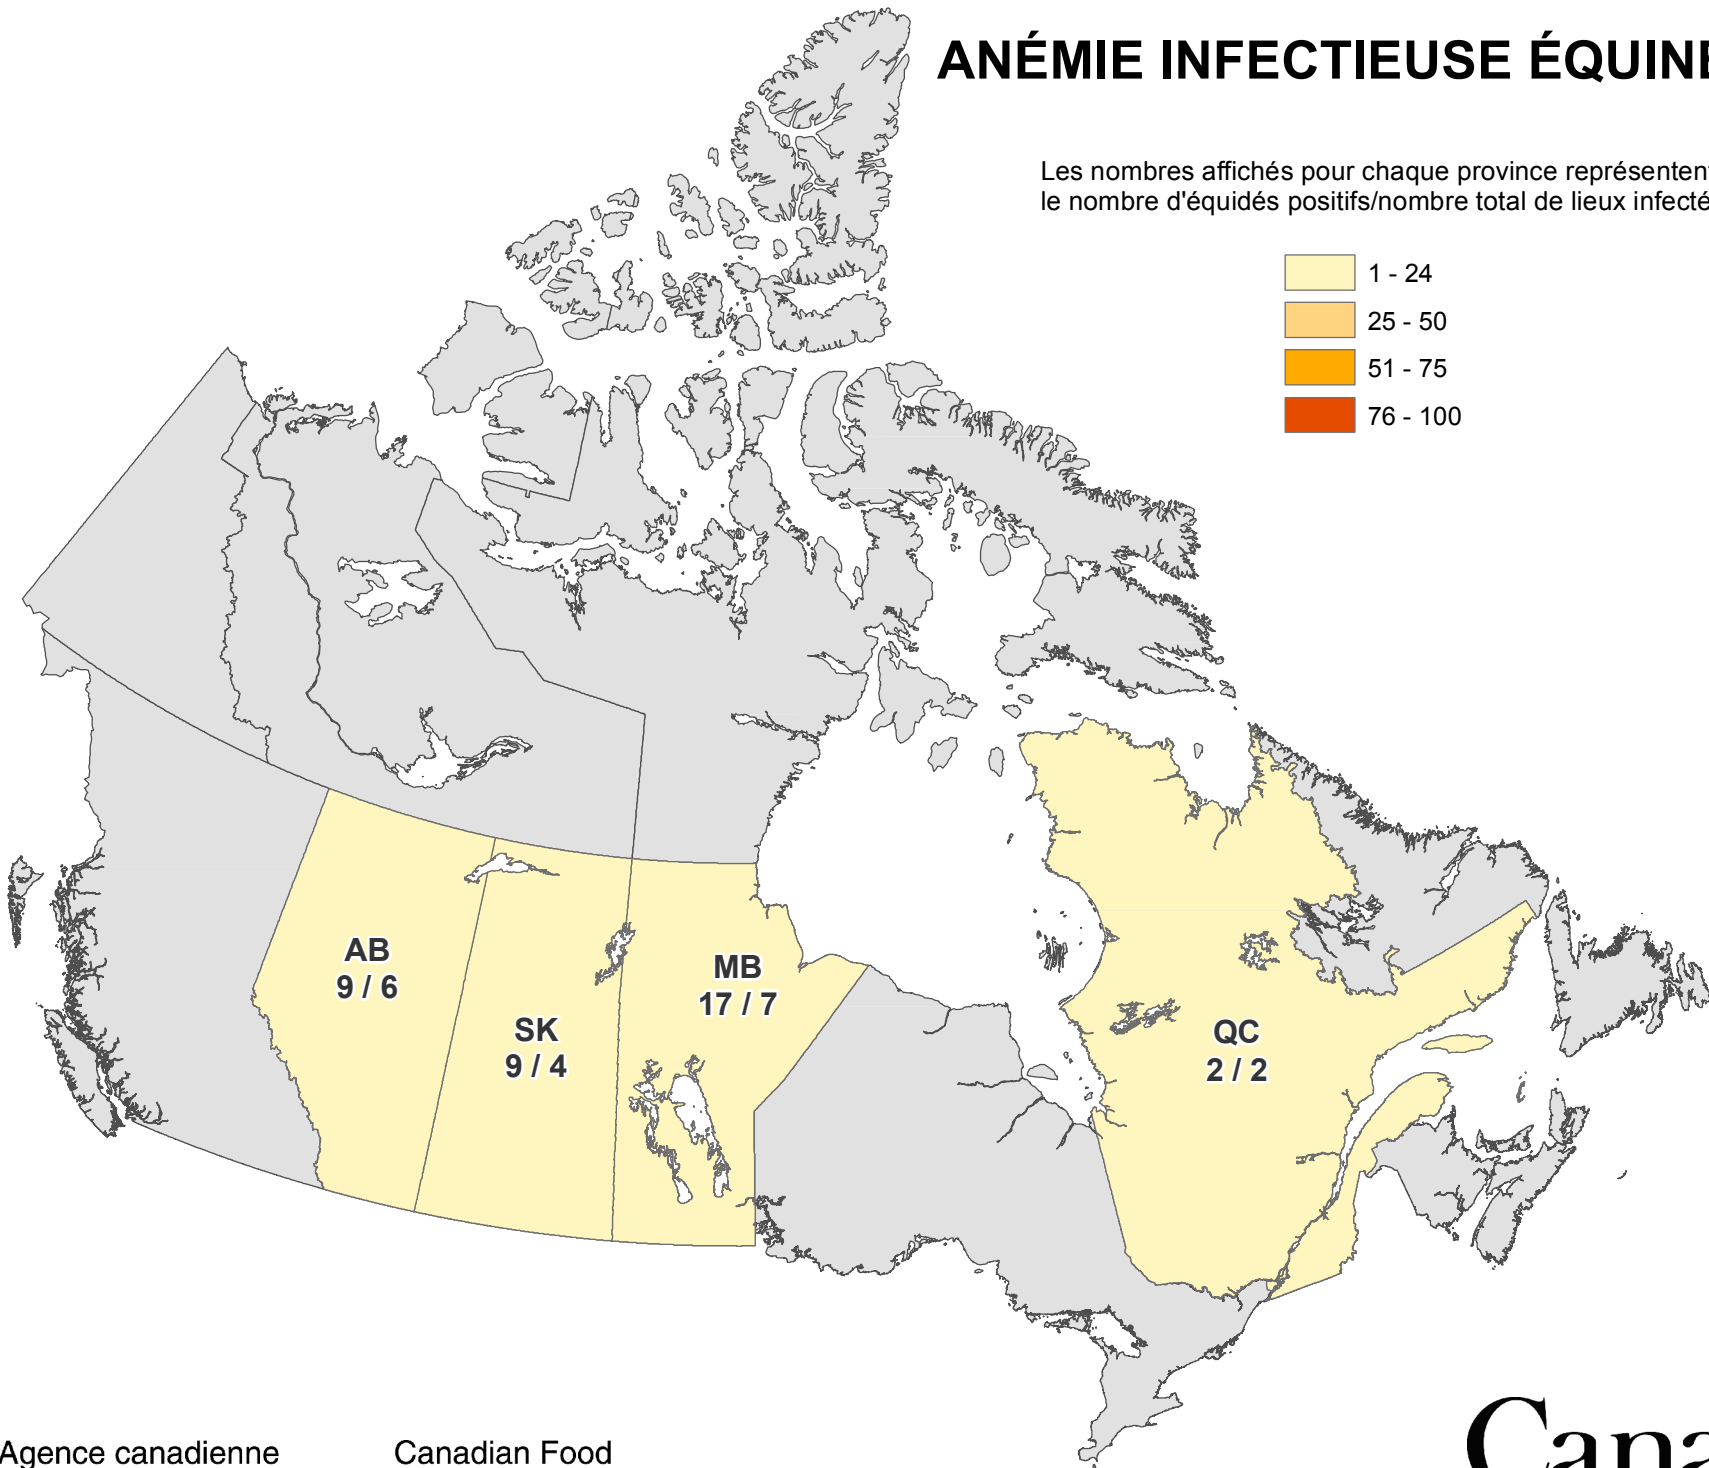 ANÉMIE INFECTIEUSE ÉQUINE
Les nombres affichés pour chaque province représentent
le nombre d'équidés positifs/nombre total de lieux infecté
1 - 24
25 - 50
51 - 75
76 - 100
AB
9 / 6
MB
17 / 7
SK
9 / 4
QC
2 / 2
Agence canadienne
Canadian Food
Cana